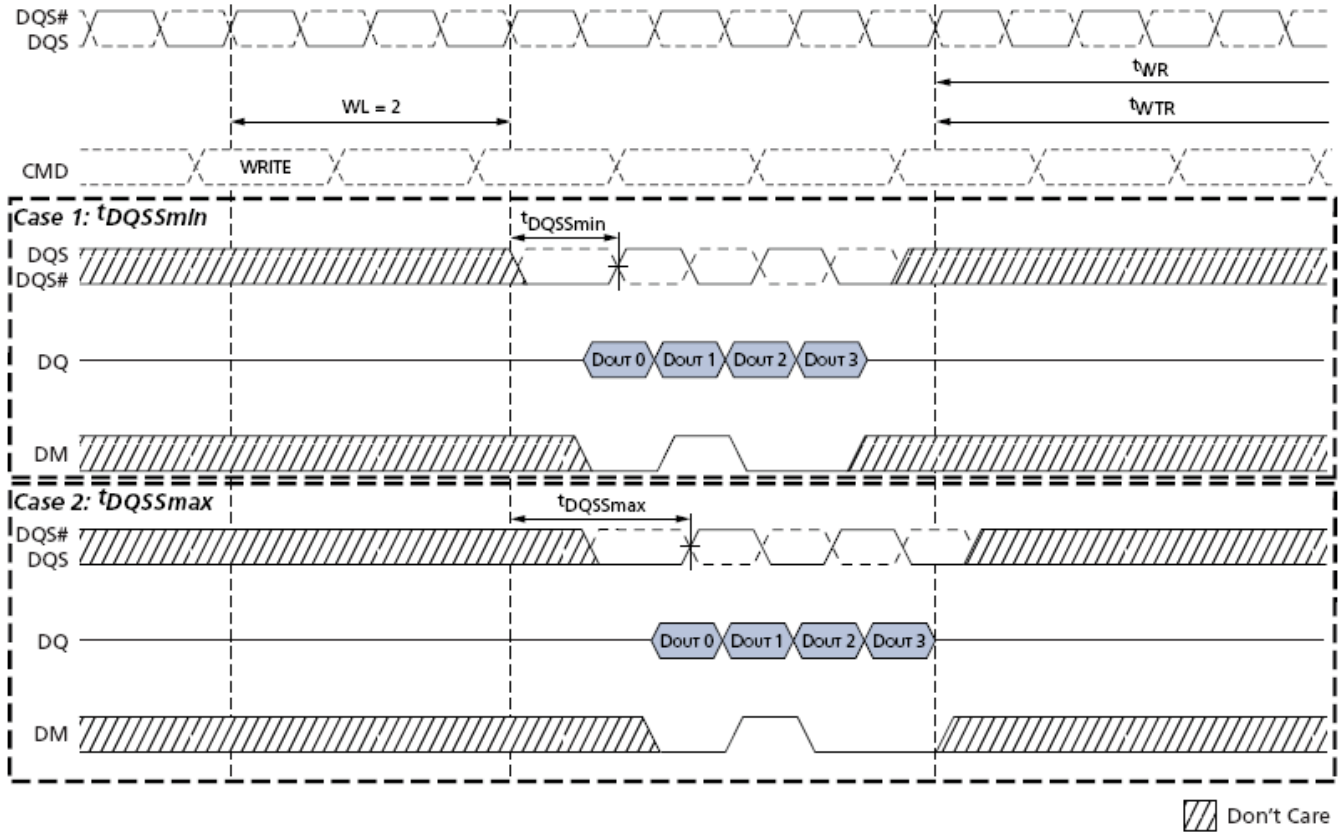 DQS#
DQS
tWR
WL = 2
tWTR
CMD
WRITE
Case 1: tDQSSmin
tDQSSmin
DQS
DQS#
DQ
DOUT 0 DOUT 1 DOUT 2 DOUT 3
DM
Case 2: tDQSSmax
tDQSSmax
DQS#
DQS
DQ
DOUT 0 DOUT 1 DOUT 2 DOUT 3
DM
Don't Care